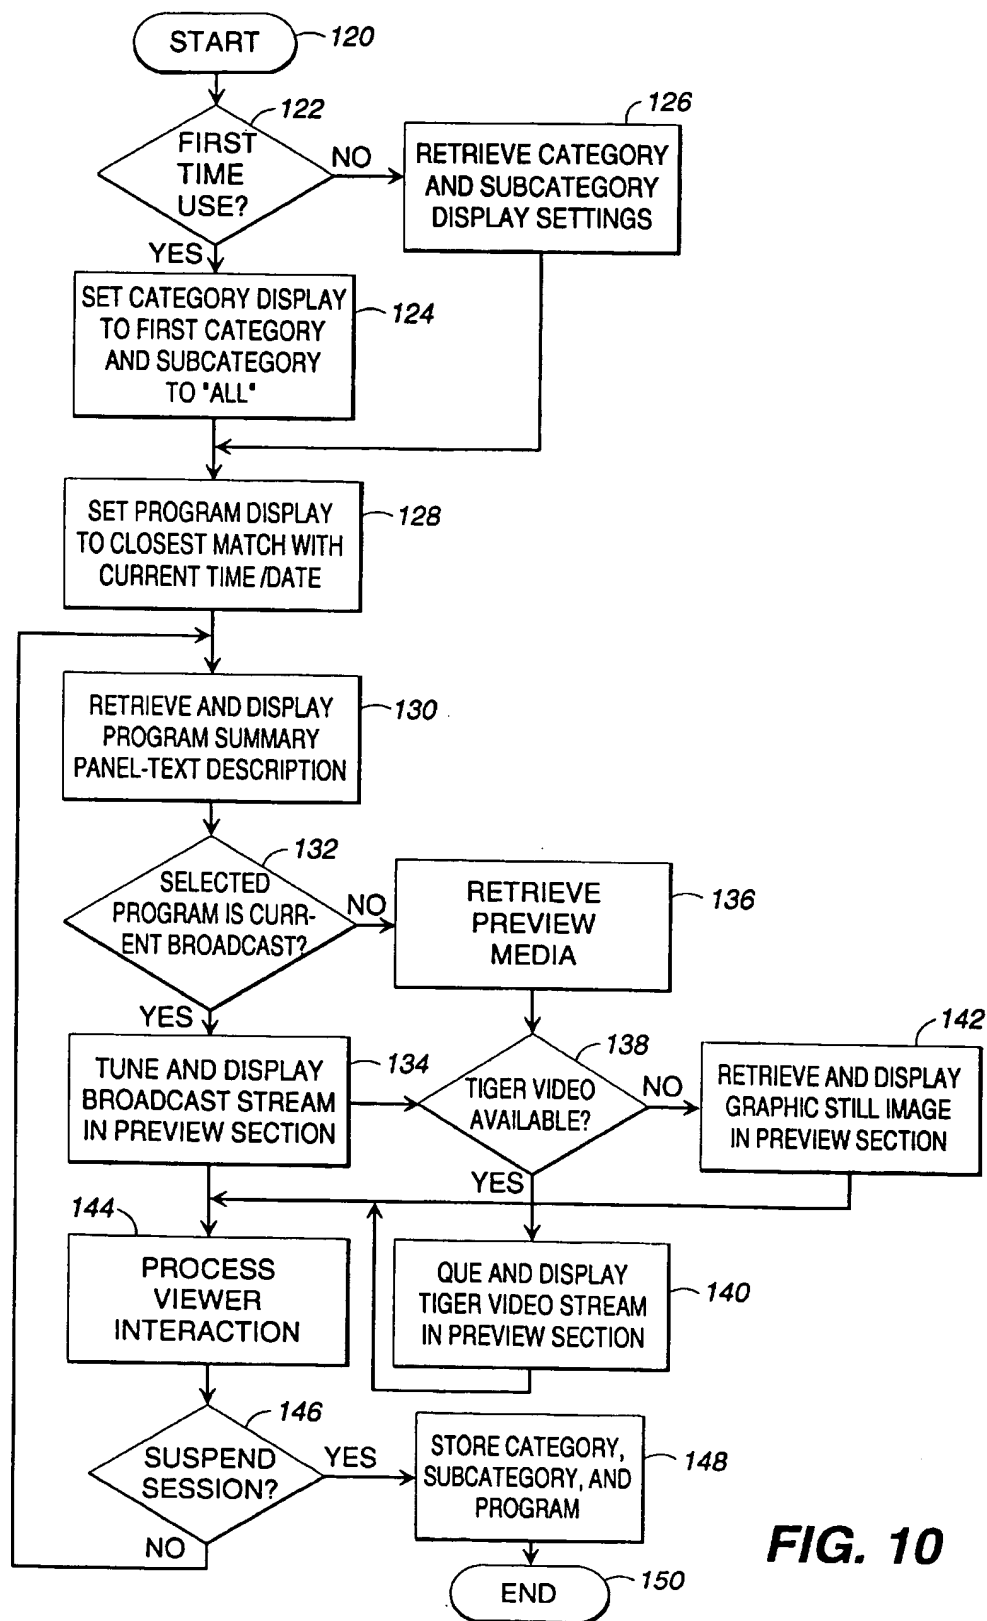 START
120
122
FIRST
TIME
USE?
NO
126
RETRIEVE CATEGORY
AND SUBCATEGORY
DISPLAY SETTINGS
YES
SET CATEGORY DISPLAY
TO FIRST CATEGORY
AND SUBCATEGORY
TO "ALL"
124
SET PROGRAM DISPLAY
TO CLOSEST MATCH WITH
CURRENT TIME/DATE
128
RETRIEVE AND DISPLAY
PROGRAM SUMMARY
PANEL-TEXT DESCRIPTION
130
132
SELECTED
PROGRAM IS CURR-
ENT BROADCAST?
NO
RETRIEVE
PREVIEW
MEDIA
136
YES
TUNE AND DISPLAY
BROADCAST STREAM
IN PREVIEW SECTION
134
138
TIGER VIDEO
AVAILABLE?
NO
142
RETRIEVE AND DISPLAY
GRAPHIC STILL IMAGE
IN PREVIEW SECTION
YES
144
PROCESS
VIEWER
INTERACTION
QUE AND DISPLAY
TIGER VIDEO STREAM
IN PREVIEW SECTION
140
146
SUSPEND
SESSION?
YES
STORE CATEGORY,
SUBCATEGORY, AND
PROGRAM
148
NO
END
150
FIG. 10